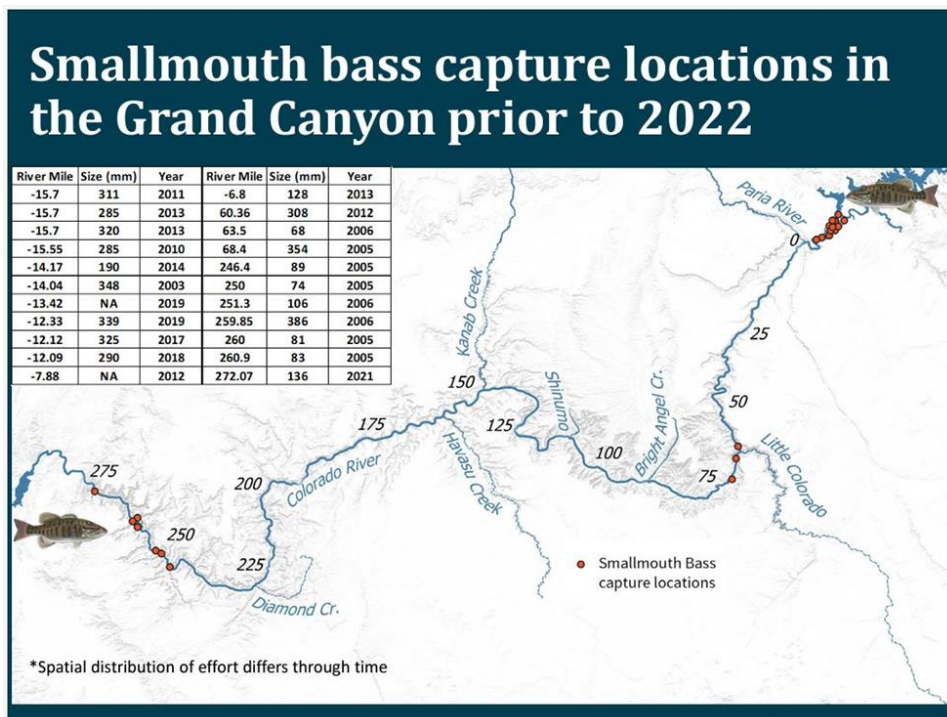 Smallmouth bass capture locations in
the Grand Canyon prior to 2022
River Mile Size (mm) Year River Mile Size (mm) Year
-15.7 311 2011 -6.8 128 2013
-15.7 285 2013 60.36 308 2012
-15.7 320 2013 63.5 68 2006
-15.55 285 2010 68.4 354 2005
-14.17 190 2014 246.4 89 2005
-14.04 348 2003 250 74 2005
-13.42 NA 2019 251.3 106 2006
-12.33 339 2019 259.85 386 2006
-12.12 325 2017 260 81 2005
-12.09 290 2018 260.9 83 2005
-7.88 NA 2012 272.07 136 2021
Paria River
0
25
Kanab Creek
150
Shinumo
50
125
175
Bright Angel Cr.
100
Little Colorado
75
Havasu Creek
275
200
Colorado River
250
225
Diamond Cr.
Smallmouth Bass
capture locations
*Spatial distribution of effort differs through time